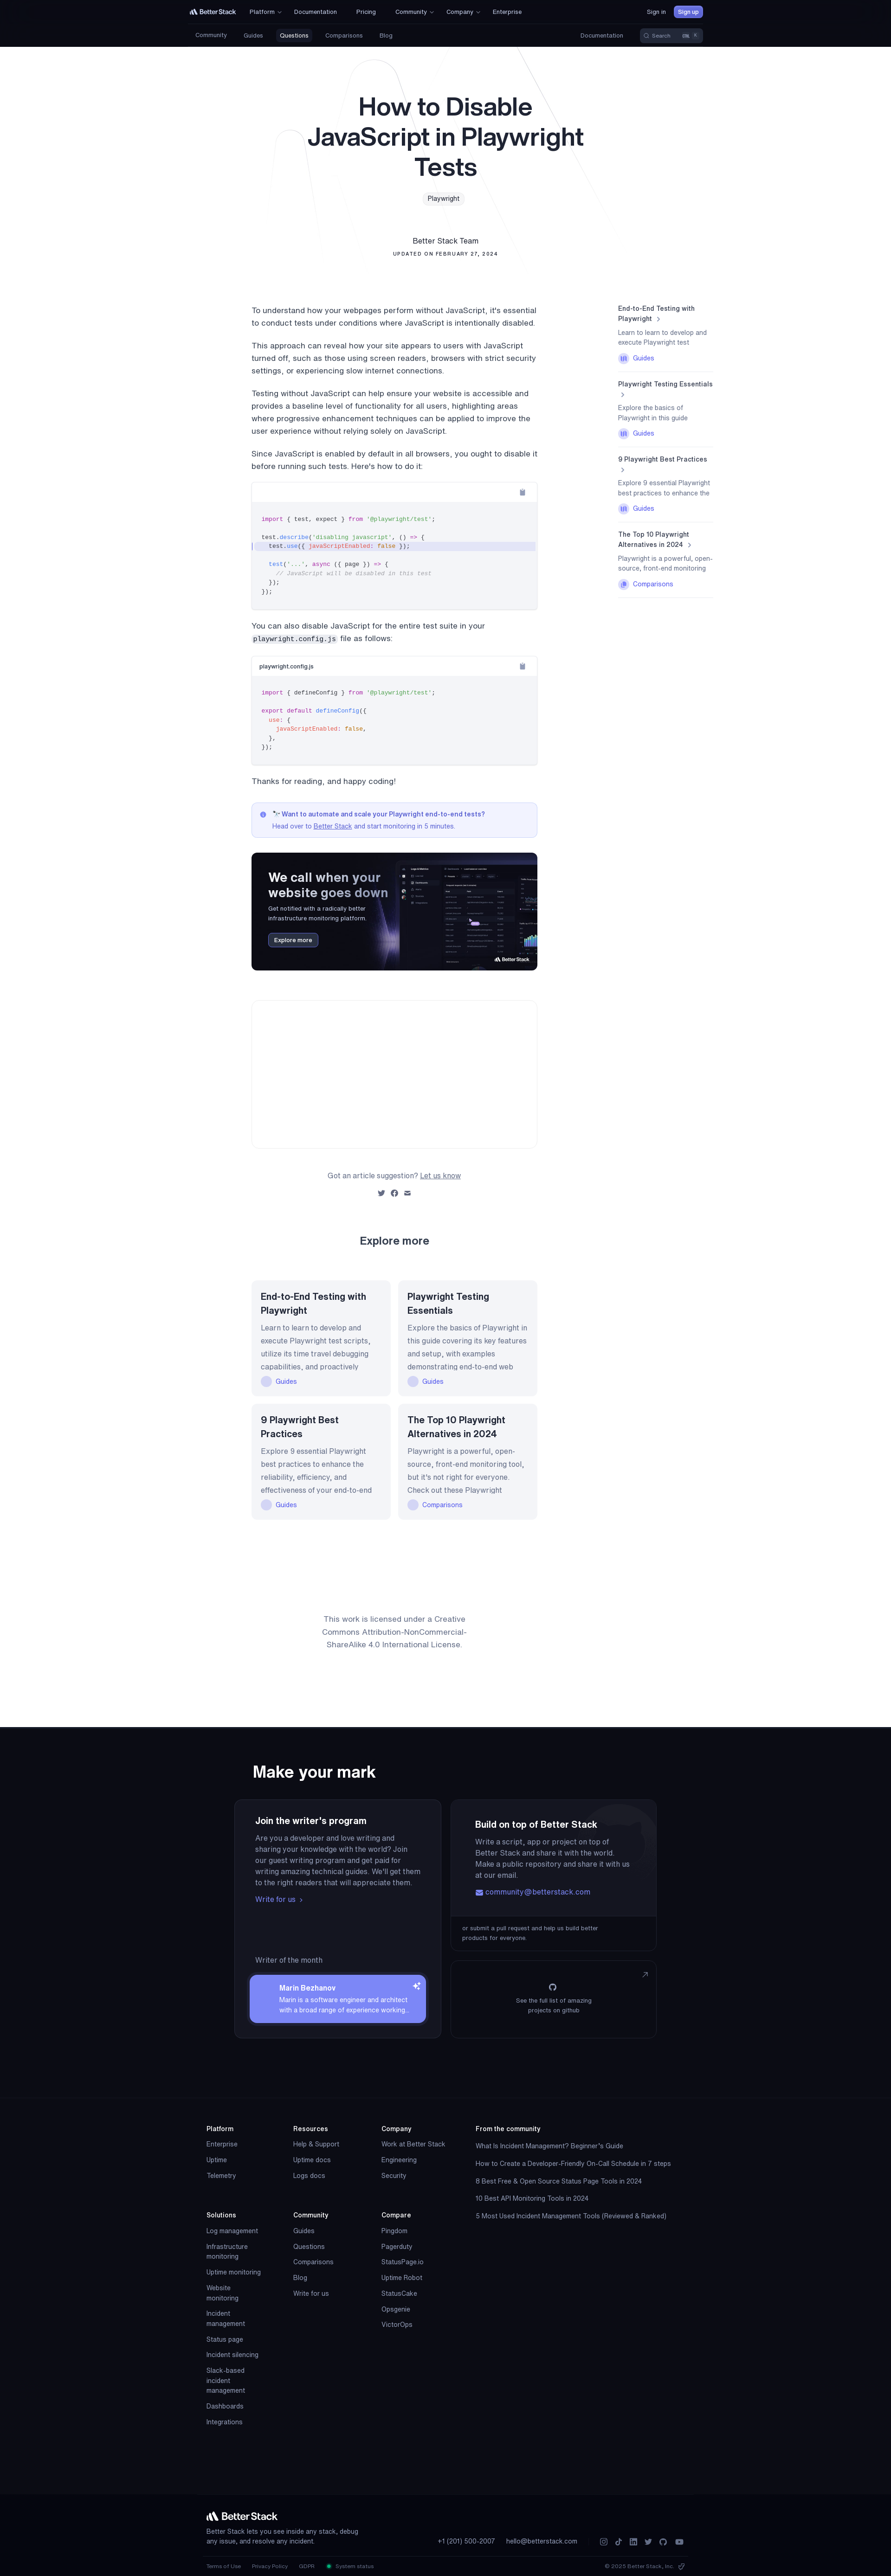 Better Stack
Platform
Documentation
Pricing
Community
Company
Enterprise
Sign in
Sign up
Community
Guides
Questions
Comparisons
Blog
Documentation
Search
How to Disable
JavaScript in Playwright
Tests
Playwright
Better Stack Team
UPDATED ON FEBRUARY 27, 2024
To understand how your webpages perform without JavaScript, it's essential
to conduct tests under conditions where JavaScript is intentionally disabled.
This approach can reveal how your site appears to users with JavaScript
turned off, such as those using screen readers, browsers with strict security
settings, or experiencing slow internet connections.
Testing without JavaScript can help ensure your website is accessible and
provides a baseline level of functionality for all users, highlighting areas
where progressive enhancement techniques can be applied to improve the
user experience without relying solely on JavaScript.
Since JavaScript is enabled by default in all browsers, you ought to disable it
before running such tests. Here's how to do it:
import { test, expect } from '@playwright/test';
test.describe('disabling javascript', () => {
test.use({ javaScriptEnabled: false });
test('...', async ({ page }) => {
// JavaScript will be disabled in this test
});
});
You can also disable JavaScript for the entire test suite in your
playwright.config.js file as follows:
playwright.config.js
import { defineConfig } from '@playwright/test';
export default defineConfig({
use: {
javaScriptEnabled: false,
},
});
Thanks for reading, and happy coding!
🔭 Want to automate and scale your Playwright end-to-end tests?
Head over to Better Stack and start monitoring in 5 minutes.
We call when your
website goes down
Get notified with a radically better
infrastructure monitoring platform.
Explore more
Better Stack
End-to-End Testing with
Playwright
Learn to learn to develop and
execute Playwright test
Guides
Playwright Testing Essentials
Explore the basics of
Playwright in this guide
Guides
9 Playwright Best Practices
Explore 9 essential Playwright
best practices to enhance the
Guides
The Top 10 Playwright
Alternatives in 2024
Playwright is a powerful, open-
source, front-end monitoring
Comparisons
Got an article suggestion? Let us know
Explore more
End-to-End Testing with
Playwright
Learn to learn to develop and
execute Playwright test scripts,
utilize its time travel debugging
capabilities, and proactively
Guides
Playwright Testing
Essentials
Explore the basics of Playwright in
this guide covering its key features
and setup, with examples
demonstrating end-to-end web
Guides
9 Playwright Best
Practices
Explore 9 essential Playwright
best practices to enhance the
reliability, efficiency, and
effectiveness of your end-to-end
Guides
The Top 10 Playwright
Alternatives in 2024
Playwright is a powerful, open-
source, front-end monitoring tool,
but it's not right for everyone.
Check out these Playwright
Comparisons
This work is licensed under a Creative
Commons Attribution-NonCommercial-
ShareAlike 4.0 International License.
Make your mark
Join the writer's program
Are you a developer and love writing and
sharing your knowledge with the world? Join
our guest writing program and get paid for
writing amazing technical guides. We'll get them
to the right readers that will appreciate them.
Write for us
Writer of the month
Marin Bezhanov
Marin is a software engineer and architect
with a broad range of experience working...
Build on top of Better Stack
Write a script, app or project on top of
Better Stack and share it with the world.
Make a public repository and share it with us
at our email.
community@betterstack.com
or submit a pull request and help us build better
products for everyone.
See the full list of amazing
projects on github
Platform
Enterprise
Uptime
Telemetry
Resources
Help & Support
Uptime docs
Logs docs
Company
Work at Better Stack
Engineering
Security
From the community
What Is Incident Management? Beginner's Guide
How to Create a Developer-Friendly On-Call Schedule in 7 steps
8 Best Free & Open Source Status Page Tools in 2024
10 Best API Monitoring Tools in 2024
5 Most Used Incident Management Tools (Reviewed & Ranked)
Solutions
Log management
Infrastructure
monitoring
Uptime monitoring
Website
monitoring
Incident
management
Status page
Incident silencing
Slack-based
incident
management
Dashboards
Integrations
Community
Guides
Questions
Comparisons
Blog
Write for us
Compare
Pingdom
Pagerduty
StatusPage.io
Uptime Robot
StatusCake
Opsgenie
VictorOps
Better Stack
Better Stack lets you see inside any stack, debug
any issue, and resolve any incident.
+1 (201) 500-2007
hello@betterstack.com
Terms of Use
Privacy Policy
GDPR
System status
© 2025 Better Stack, Inc.